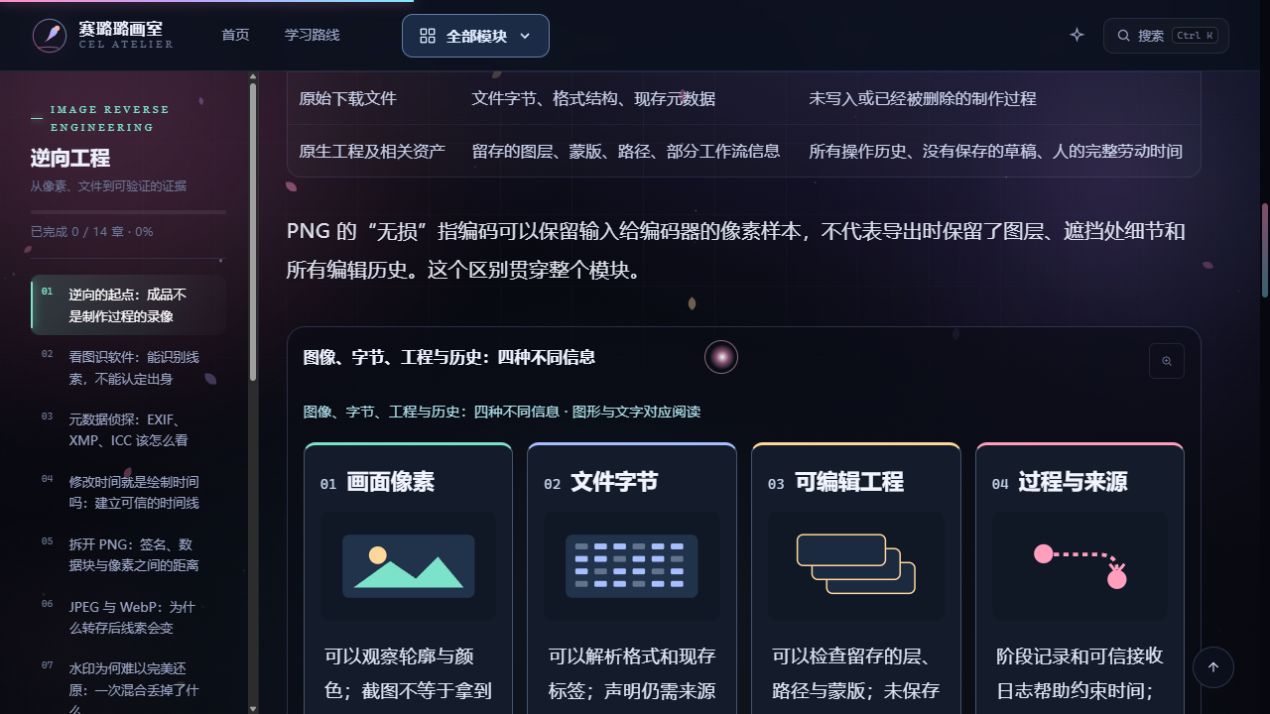 赛璐璐画室
CEL ATELIER
首页
学习路线
全部模块
搜索
Ctrl K
IMAGE REVERSE
ENGINEERING
逆向工程
从像素、文件到可验证的证据
已完成 0 / 14 章 · 0%
01 逆向的起点：成品不
是制作过程的录像
02 看图识软件：能识别线
索，不能认定出身
03 元数据侦探：EXIF、
XMP、ICC 该怎么看
04 修改时间就是绘制时间
吗：建立可信的时间线
05 拆开 PNG：签名、数
据块与像素之间的距离
06 JPEG 与 WebP：为什
么转存后线索会变
07 水印为何难以完美还
原：一次混合丢掉了什
么
原始下载文件 文件字节、格式结构、现存元数据 未写入或已经被删除的制作过程
原生工程及相关资产 留存的图层、蒙版、路径、部分工作流信息 所有操作历史、没有保存的草稿、人的完整劳动时间
PNG 的“无损”指编码可以保留输入给编码器的像素样本，不代表导出时保留了图层、遮挡处细节和
所有编辑历史。这个区别贯穿整个模块。
图像、字节、工程与历史：四种不同信息
图像、字节、工程与历史：四种不同信息 · 图形与文字对应阅读
01 画面像素
可以观察轮廓与颜
色；截图不等于拿到
02 文件字节
可以解析格式和现存
标签；声明仍需来源
03 可编辑工程
可以检查留存的层、
路径与蒙版；未保存
04 过程与来源
阶段记录和可信接收
日志帮助约束时间；